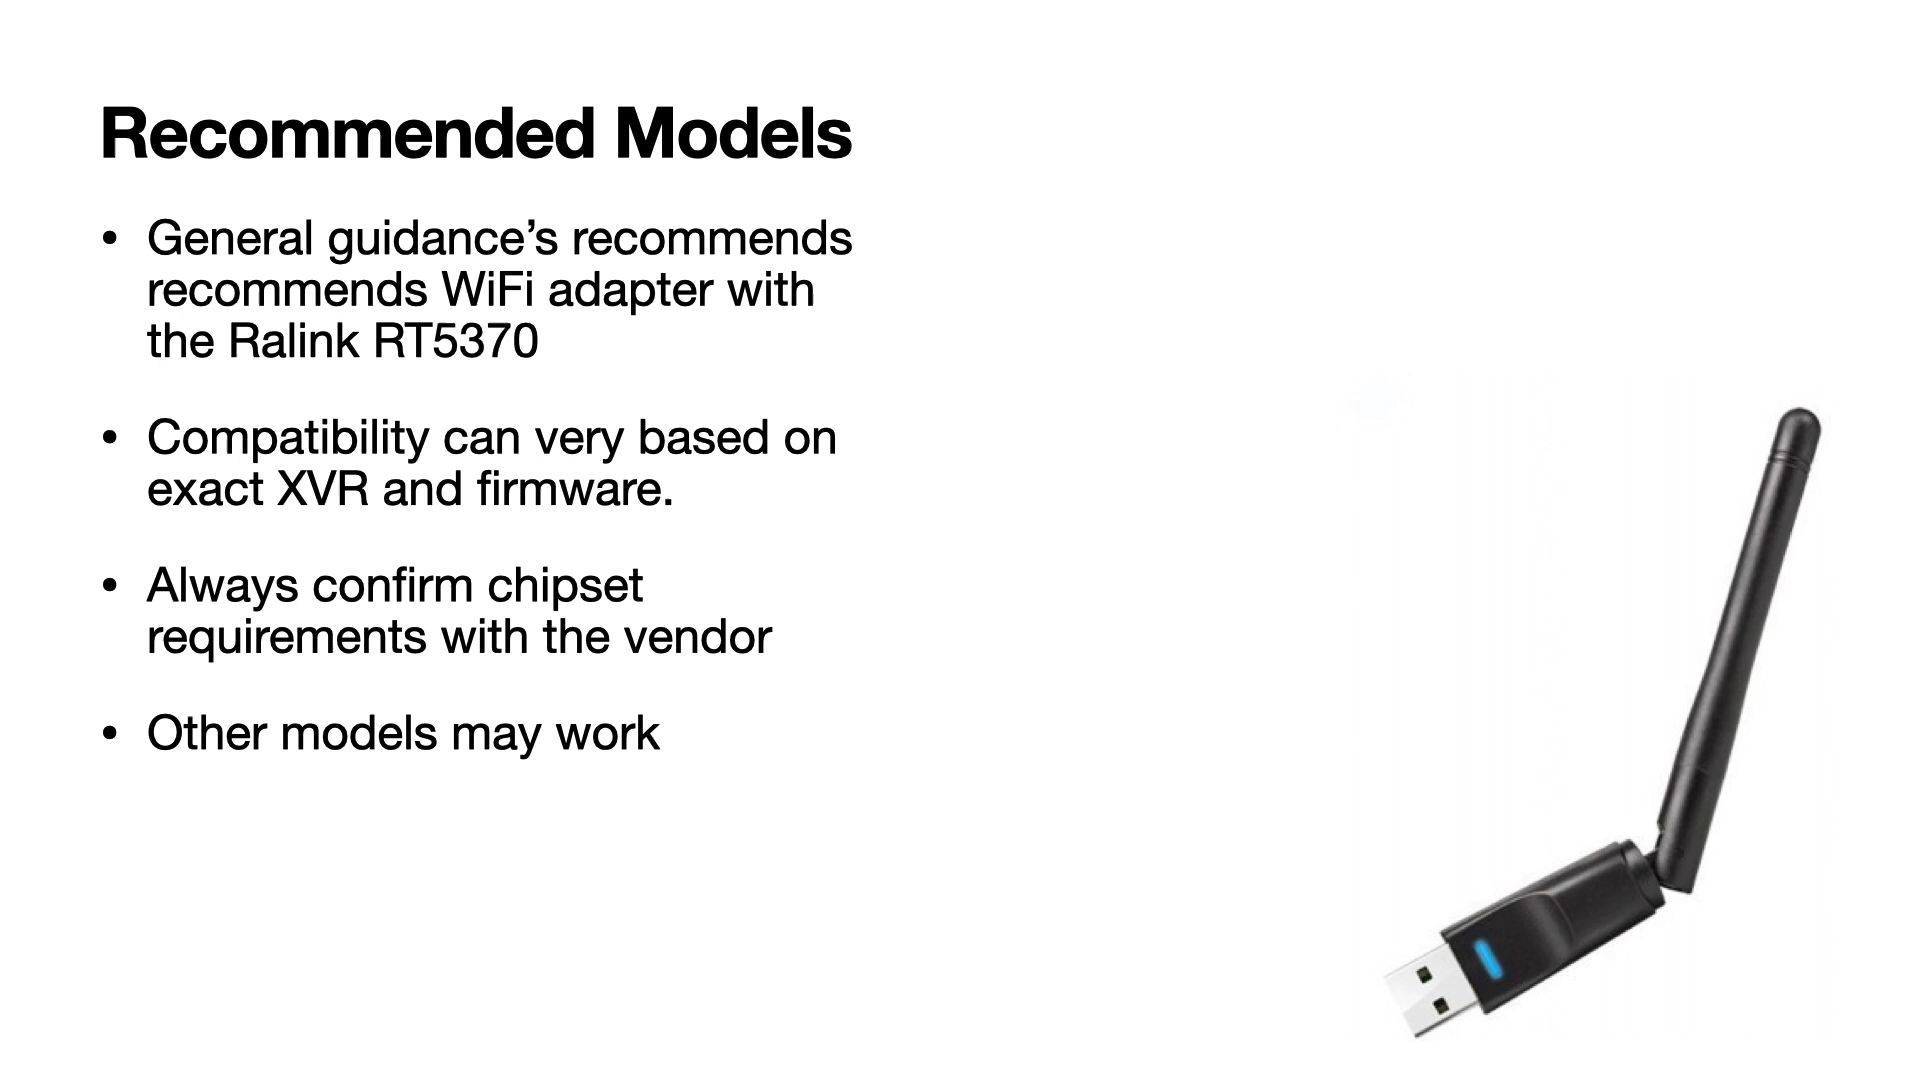 Recommended Models
• General guidance’s recommends
recommends WiFi adapter with
the Ralink RT5370
• Compatibility can very based on
exact XVR and firmware.
• Always confirm chipset
requirements with the vendor
• Other models may work